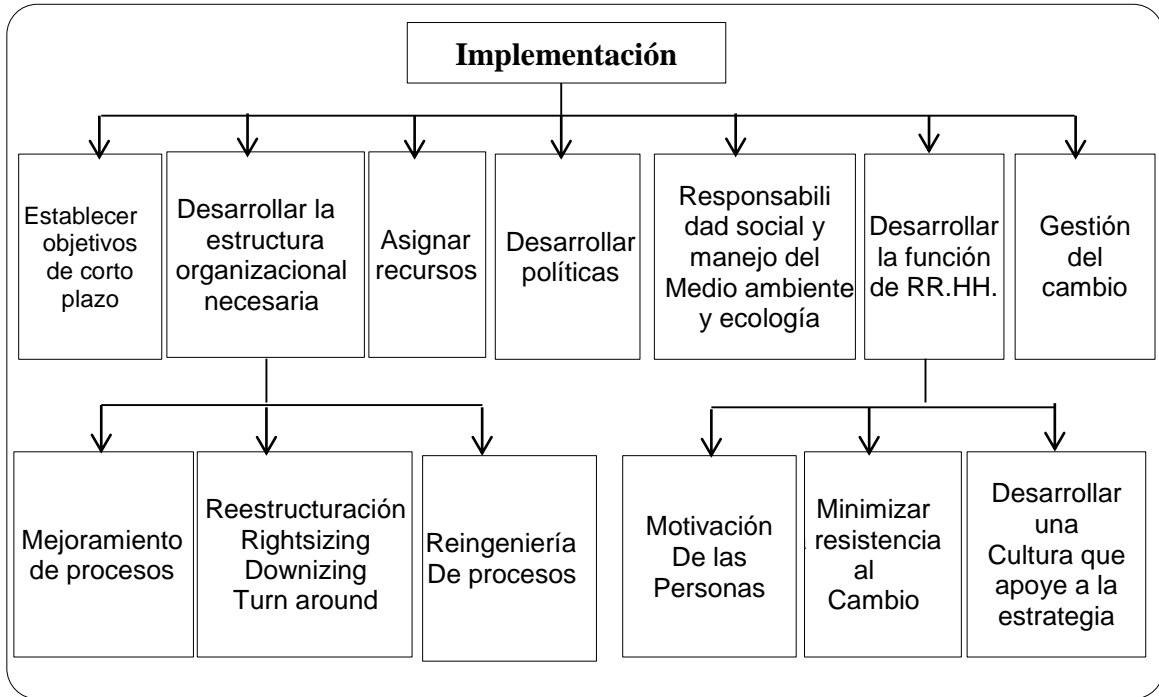 Implementación
Establecer
objetivos
de corto
plazo
Desarrollar la
estructura
organizacional
necesaria
Asignar
recursos
Desarrollar
políticas
Responsabili
dad social y
manejo del
Medio ambiente
y ecología
Desarrollar
la función
de RR.HH.
Gestión
del
cambio
Mejoramiento
de procesos
Reestructuración
Rightsizing
Downizing
Turn around
Reingeniería
De procesos
Motivación
De las
Personas
Minimizar
resistencia
al
Cambio
Desarrollar
una
Cultura que
apoye a la
estrategia